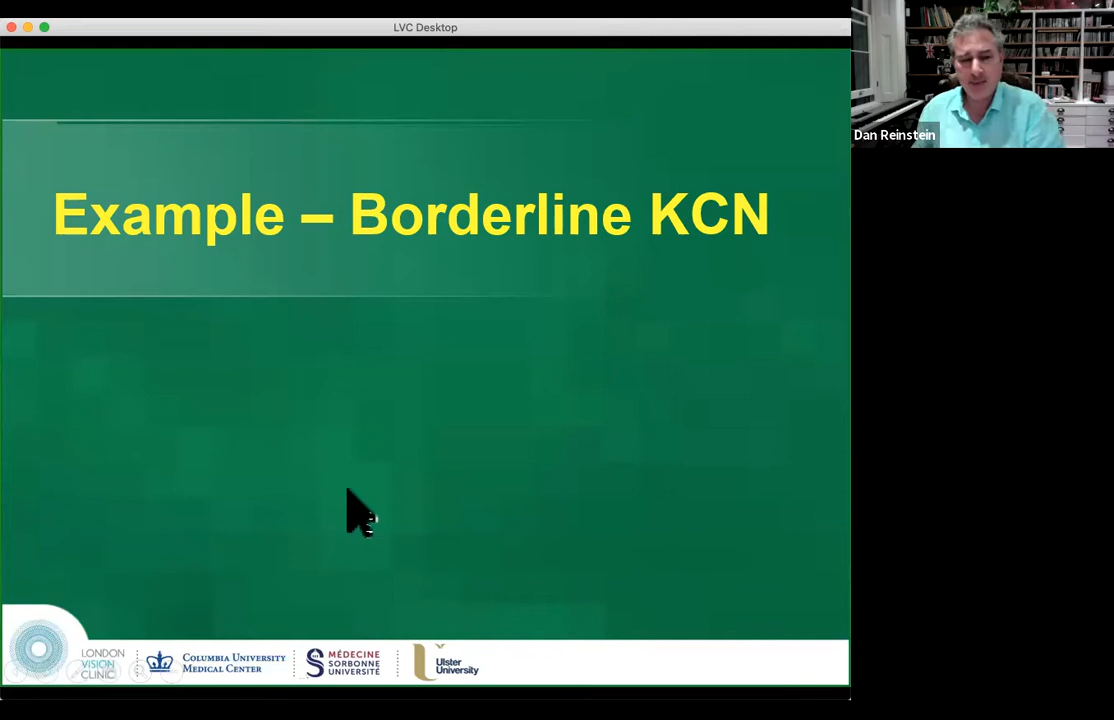 LVC Desktop
Dan Reinstein
Example – Borderline KCN
LONDON
VISION
CLINIC
COLUMBIA UNIVERSITY
MEDICAL CENTER
MÉDECINE
SORBONNE
UNIVERSITÉ
Ulster
University